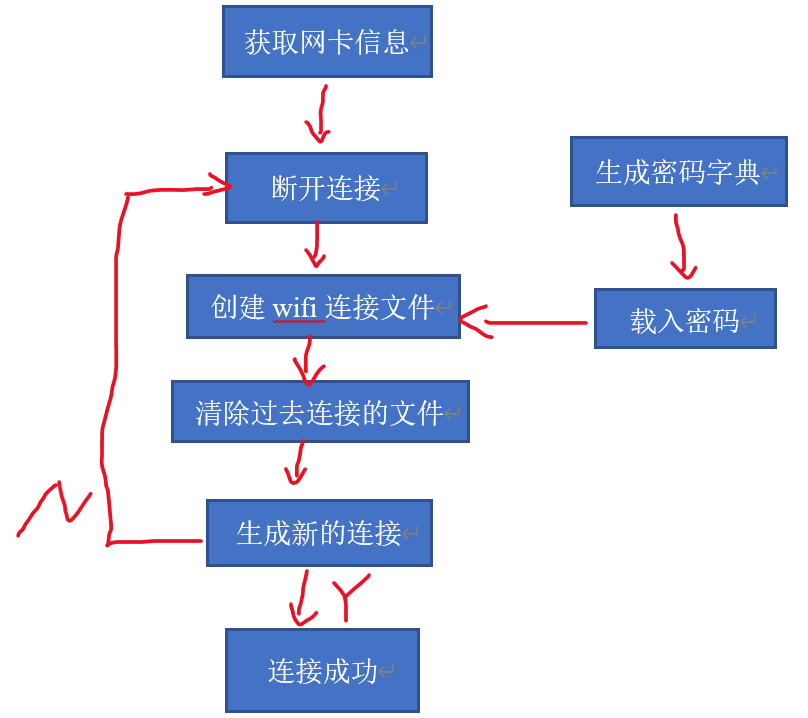 获取网卡信息
断开连接
生成密码字典
创建 wifi 连接文件
载入密码
清除过去连接的文件
N
生成新的连接
Y
连接成功